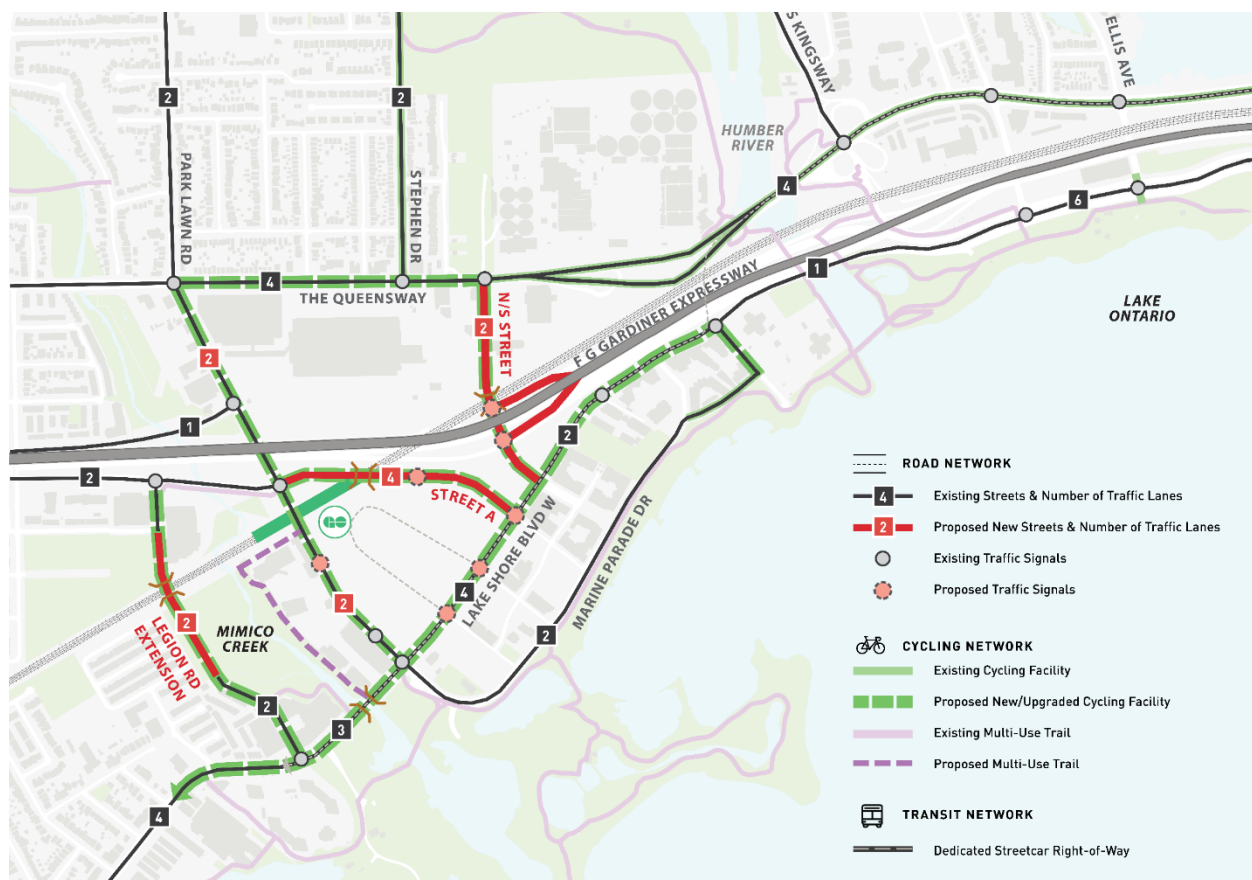 S KINGSWAY
ELLIS AVE
2
2
HUMBER
RIVER
PARK LAWN RD
STEPHEN DR
4
6
4
THE QUEENSWAY
N/S STREET
F G GARDINER EXPRESSWAY
1
LAKE
ONTARIO
2
2
1
2
2
4
STREET A
GO
LAKE SHORE BLVD W
MARINE PARADE DR
4
2
2
2
MIMICO
CREEK
LEGION RD
EXTENSION
2
3
4
ROAD NETWORK
4 Existing Streets & Number of Traffic Lanes
2 Proposed New Streets & Number of Traffic Lanes
Existing Traffic Signals
Proposed Traffic Signals
CYCLING NETWORK
Existing Cycling Facility
Proposed New/Upgraded Cycling Facility
Existing Multi-Use Trail
Proposed Multi-Use Trail
TRANSIT NETWORK
Dedicated Streetcar Right-of-Way